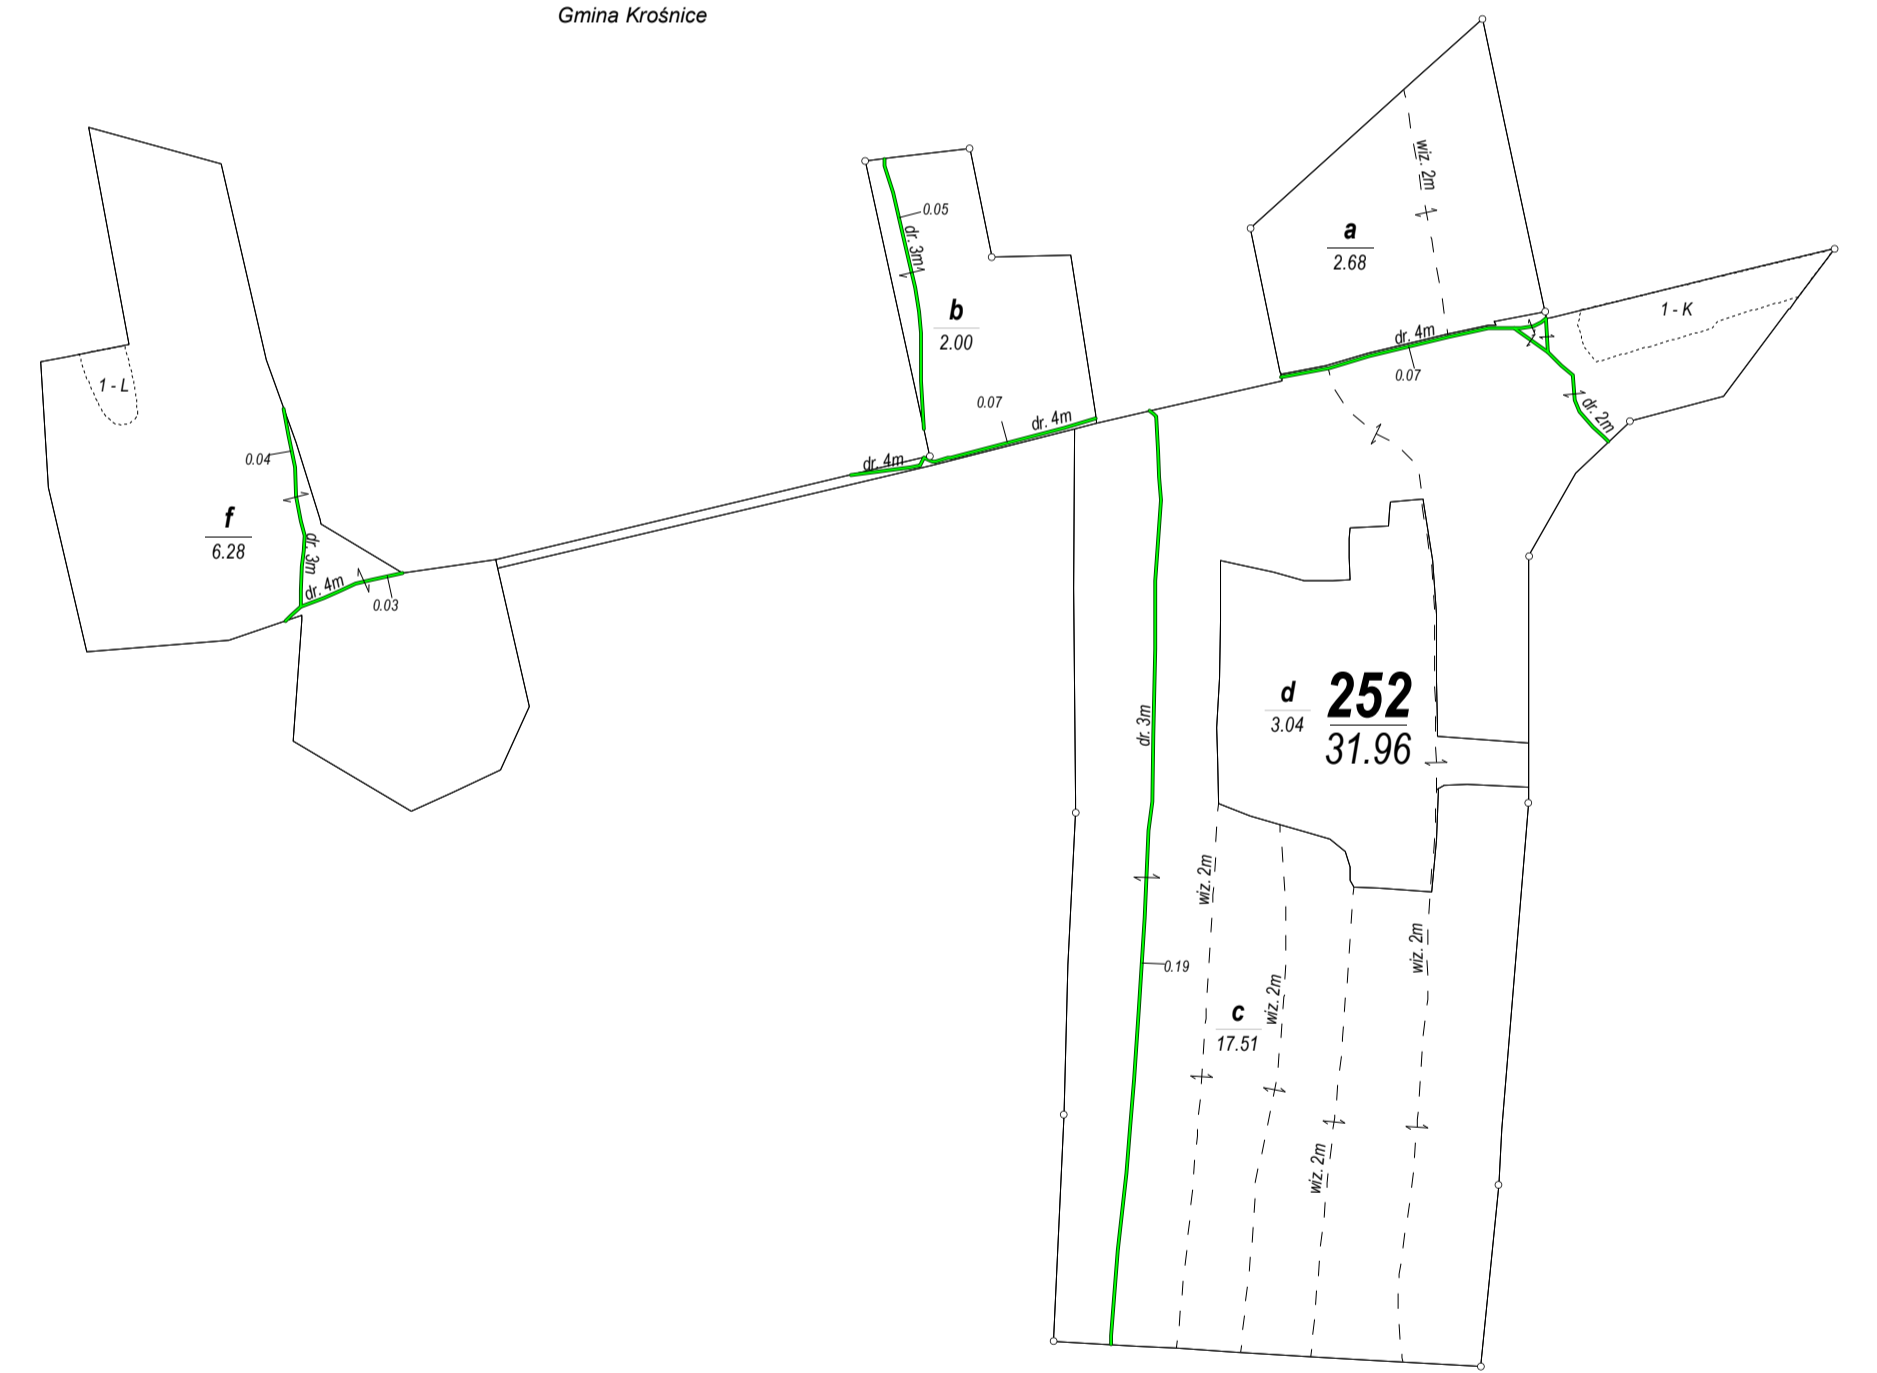 Gmina Krośnice
wiz. 2m
0.05
dr. 3m
a
2.68
b
2.00
1 - K
dr. 4m
0.07
1 - L
dr. 2m
0.07
dr. 4m
0.04
dr. 4m
f
6.28
dr. 3m
dr. 4m
0.03
d
3.04
252
31.96
dr. 3m
wiz. 2m
wiz. 2m
0.19
wiz. 2m
c
17.51
wiz. 2m